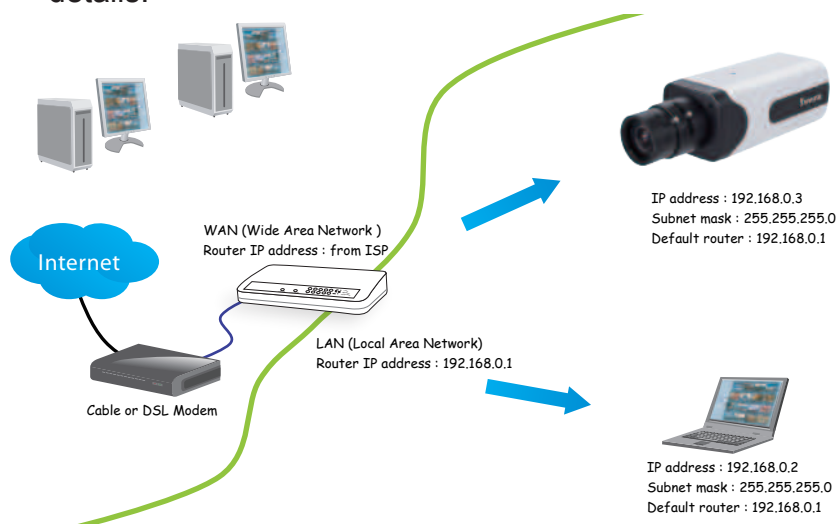 details.
WAN (Wide Area Network )
Router IP address : from ISP
Internet
LAN (Local Area Network)
Router IP address : 192.168.0.1
Cable or DSL Modem
IP address : 192.168.0.3
Subnet mask : 255.255.255.0
Default router : 192.168.0.1
IP address : 192.168.0.2
Subnet mask : 255.255.255.0
Default router : 192.168.0.1